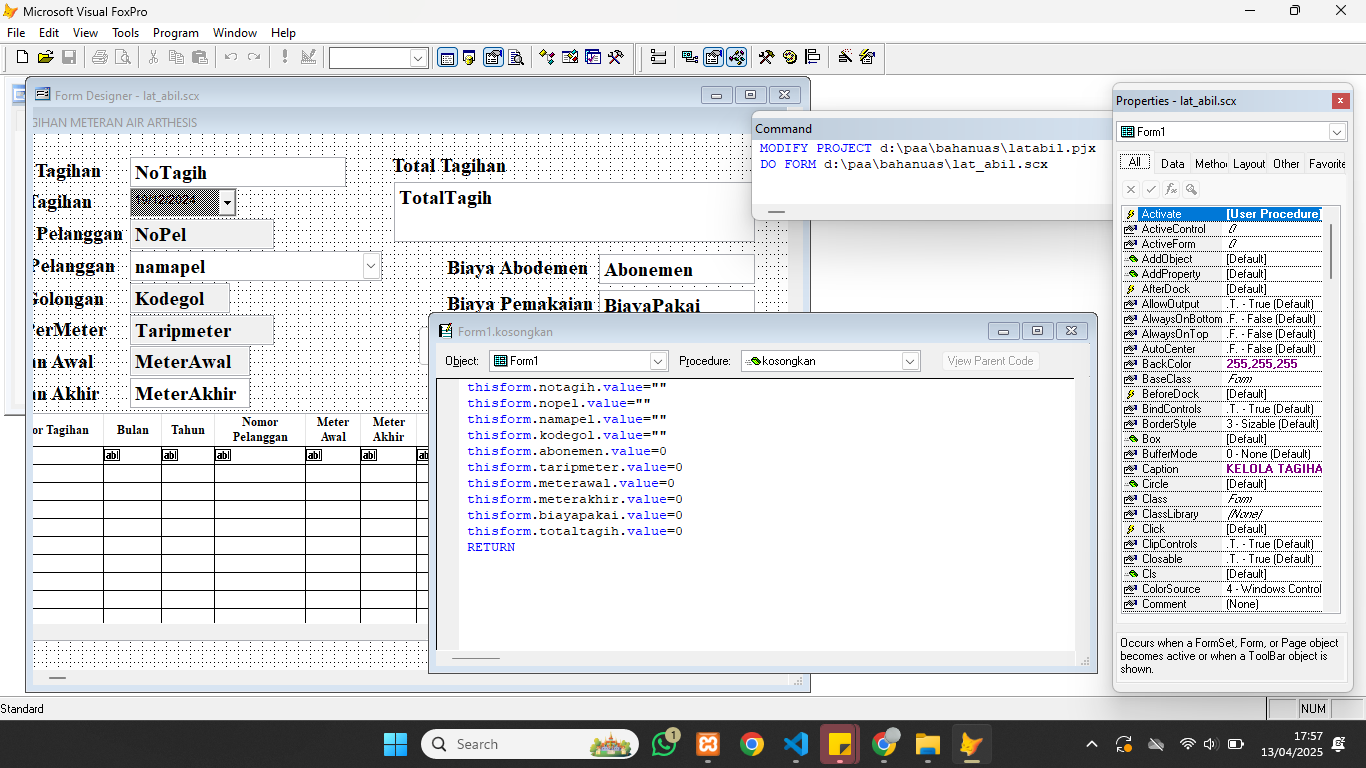 Microsoft Visual FoxPro
File Edit View Tools Program Window Help
Form Designer - lat_abil.scx
GIHAN METERAN AIR ARTHESIS
Tagihan NoTagih
Tagihan
Pelanggan NoPel
Pelanggan namapel
Golongan Kodegol
erMeter Taripmeter
an Awal MeterAwal
an Akhir MeterAkhir
Total Tagihan
TotalTagih
Biaya Abodemen Abonemen
Biaya Pemakaian BiayaPakai
or Tagihan Bulan Tahun Nomor Pelanggan Meter Awal Meter Akhir
abl abl abl abl abl
Command
MODIFY PROJECT d:\paa\bahanuas\latabil.pjx
DO FORM d:\paa\bahanuas\lat_abil.scx
Form1.kosongkan
Object: Form1 Procedure: kosongkan View Parent Code
thisform.notagih.value=""
thisform.nopel.value=""
thisform.namapel.value=""
thisform.kodegol.value=""
thisform.abonemen.value=0
thisform.taripmeter.value=0
thisform.meterawal.value=0
thisform.meterakhir.value=0
thisform.biayapakai.value=0
thisform.totaltagih.value=0
RETURN
Properties - lat_abil.scx
Form1
All Data Metho Layout Other Favorite
Activate [User Procedure]
ActiveControl 0
ActiveForm 0
AddObject [Default]
AddProperty [Default]
AfterDock [Default]
AllowOutput .T. - True (Default)
AlwaysOnBottom .F. - False (Default)
AlwaysOnTop .F. - False (Default)
AutoCenter .F. - False (Default)
BackColor 255,255,255
BaseClass Form
BeforeDock [Default]
BindControls .T. - True (Default)
BorderStyle 3 - Sizable (Default)
Box [Default]
BufferMode 0 - None (Default)
Caption KELOLA TAGIHA
Circle [Default]
Class Form
ClassLibrary (None)
Click [Default]
ClipControls .T. - True (Default)
Closable .T. - True (Default)
Cls [Default]
ColorSource 4 - Windows Control
Comment (None)
Occurs when a FormSet, Form, or Page object
becomes active or when a ToolBar object is
shown.
Standard
NUM
Search
1
17:57
13/04/2025